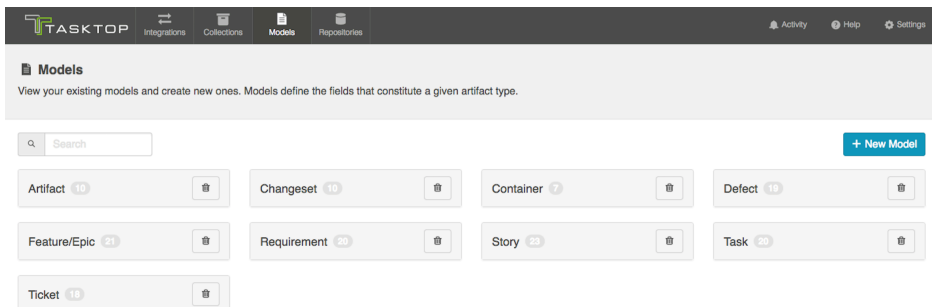 TASKTOP
Integrations
Collections
Models
Repositories
Activity
Help
Settings
Models
View your existing models and create new ones. Models define the fields that constitute a given artifact type.
Search
+ New Model
Artifact 10
Changeset 10
Container 7
Defect
Feature/Epic 21
Requirement 20
Story 23
Task 20
Ticket